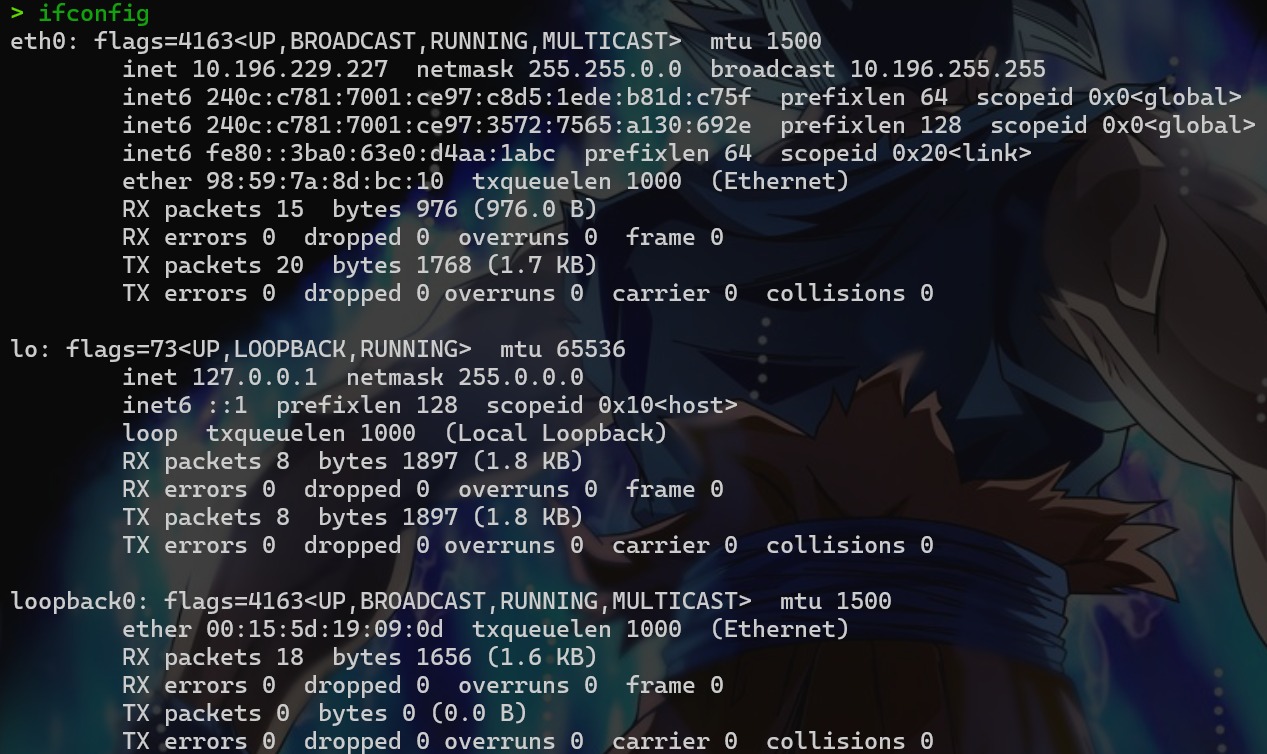 > ifconfig
eth0: flags=4163<UP,BROADCAST,RUNNING,MULTICAST>  mtu 1500
        inet 10.196.229.227  netmask 255.255.0.0  broadcast 10.196.255.255
        inet6 240c:c781:7001:ce97:c8d5:1ede:b81d:c75f  prefixlen 64  scopeid 0x0<global>
        inet6 240c:c781:7001:ce97:3572:7565:a130:692e  prefixlen 128  scopeid 0x0<global>
        inet6 fe80::3ba0:63e0:d4aa:1abc  prefixlen 64  scopeid 0x20<link>
        ether 98:59:7a:8d:bc:10  txqueuelen 1000  (Ethernet)
        RX packets 15  bytes 976 (976.0 B)
        RX errors 0  dropped 0  overruns 0  frame 0
        TX packets 20  bytes 1768 (1.7 KB)
        TX errors 0  dropped 0 overruns 0  carrier 0  collisions 0

lo: flags=73<UP,LOOPBACK,RUNNING>  mtu 65536
        inet 127.0.0.1  netmask 255.0.0.0
        inet6 ::1  prefixlen 128  scopeid 0x10<host>
        loop  txqueuelen 1000  (Local Loopback)
        RX packets 8  bytes 1897 (1.8 KB)
        RX errors 0  dropped 0  overruns 0  frame 0
        TX packets 8  bytes 1897 (1.8 KB)
        TX errors 0  dropped 0 overruns 0  carrier 0  collisions 0

loopback0: flags=4163<UP,BROADCAST,RUNNING,MULTICAST>  mtu 1500
        ether 00:15:5d:19:09:0d  txqueuelen 1000  (Ethernet)
        RX packets 18  bytes 1656 (1.6 KB)
        RX errors 0  dropped 0  overruns 0  frame 0
        TX packets 0  bytes 0 (0.0 B)
        TX errors 0  dropped 0 overruns 0  carrier 0  collisions 0